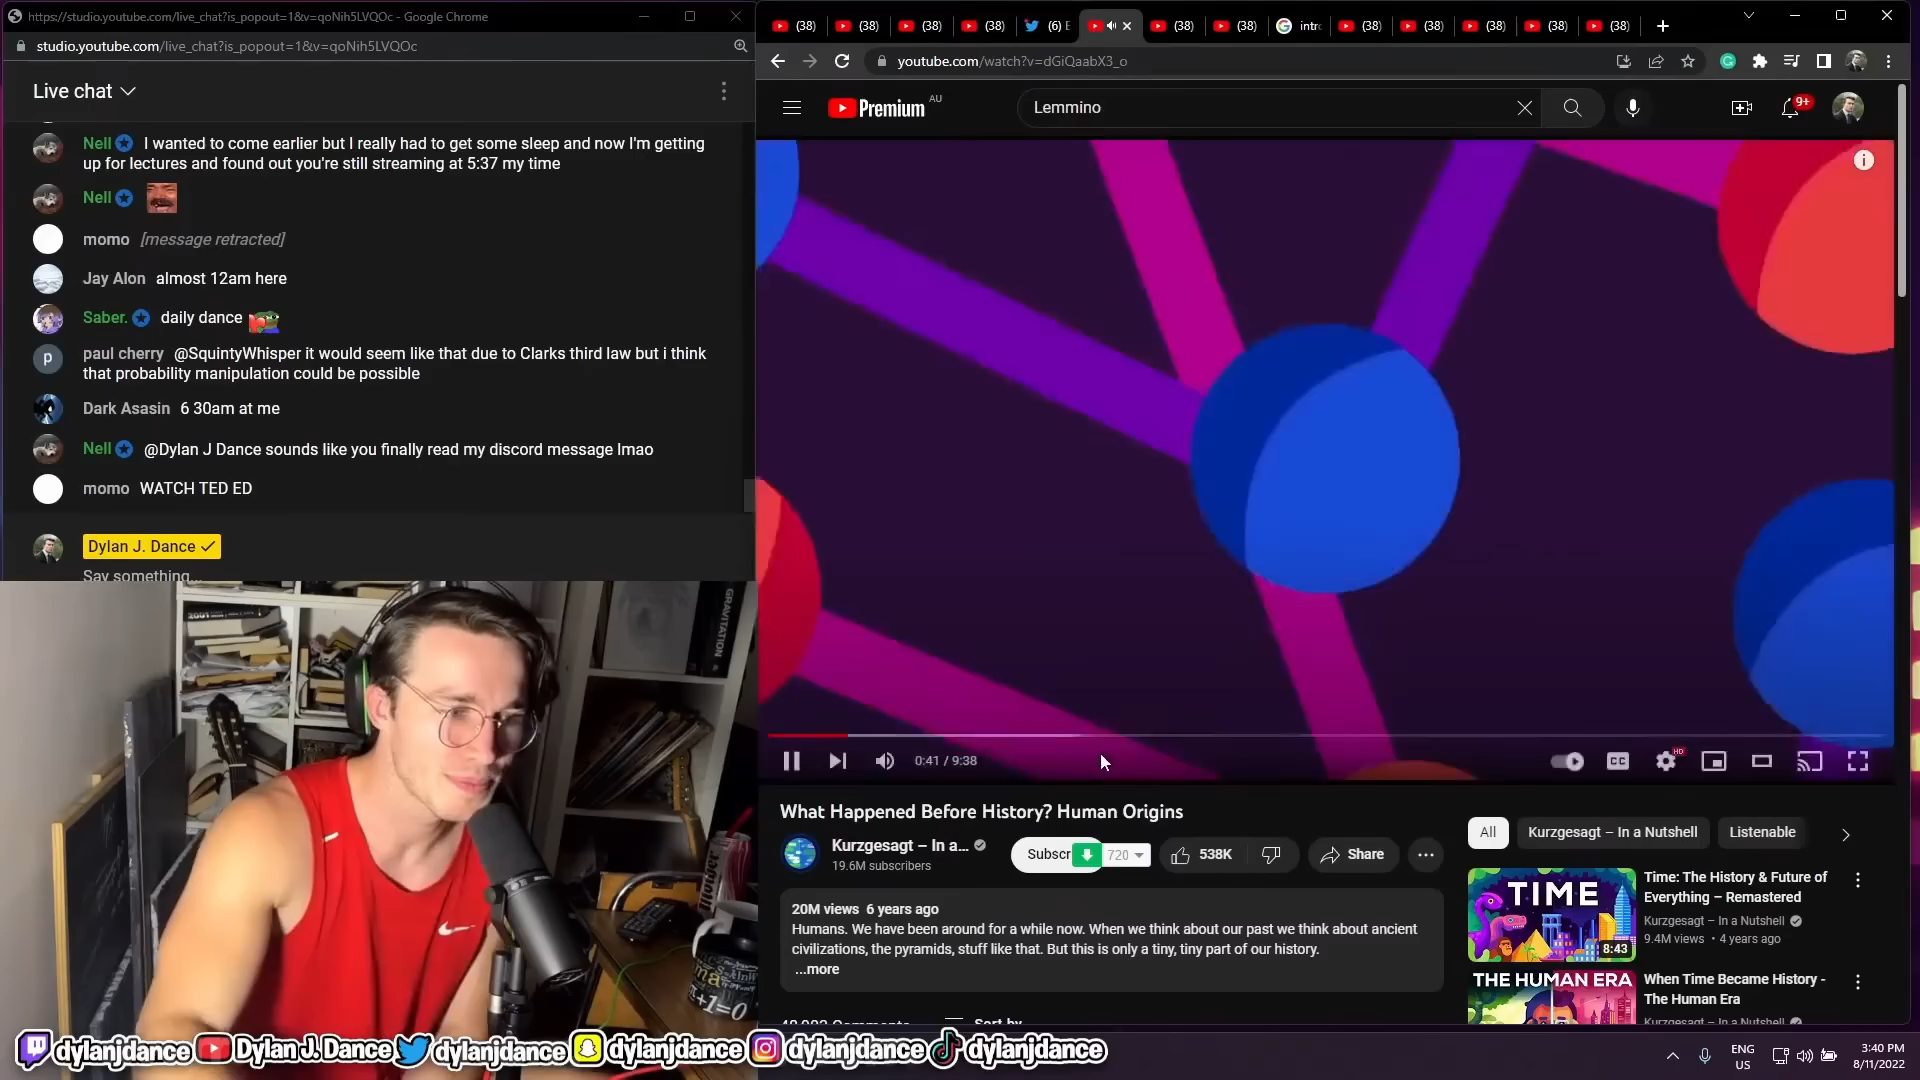 https://studio.youtube.com/live_chat?is_popout=1&v=qoNih5LVQOc - Google Chrome
studio.youtube.com/live_chat?is_popout=1&v=qoNih5LVQOc
Live chat
Nell I wanted to come earlier but I really had to get some sleep and now I'm getting
up for lectures and found out you're still streaming at 5:37 my time
Nell
momo [message retracted]
Jay Alon almost 12am here
Saber. daily dance
P paul cherry @SquintyWhisper it would seem like that due to Clarks third law but i think
that probability manipulation could be possible
Dark Asasin 6 30am at me
Nell @Dylan J Dance sounds like you finally read my discord message lmao
momo WATCH TED ED
Dylan J. Dance
Say something...
(38) (38) (38) (38) (6) E (38) (38) intro (38) (38) (38) (38) (38)
youtube.com/watch?v=dGiQaabX3_o
Premium AU
Lemmino
9+
0:41 / 9:38
HD
What Happened Before History? Human Origins
Kurzgesagt – In a...
19.6M subscribers
Subscr
720
538K
Share
20M views 6 years ago
Humans. We have been around for a while now. When we think about our past we think about ancient
civilizations, the pyramids, stuff like that. But this is only a tiny, tiny part of our history.
...more
Sort by
All
Kurzgesagt – In a Nutshell
Listenable
TIME
8:43
Time: The History & Future of
Everything – Remastered
Kurzgesagt – In a Nutshell
9.4M views • 4 years ago
THE HUMAN ERA
When Time Became History -
The Human Era
Kurzgesagt – In a Nutshell
GRAVITATION
dylanjdance
Dylan J. Dance
dylanjdance
dylanjdance
dylanjdance
dylanjdance
ENG
US
3:40 PM
8/11/2022